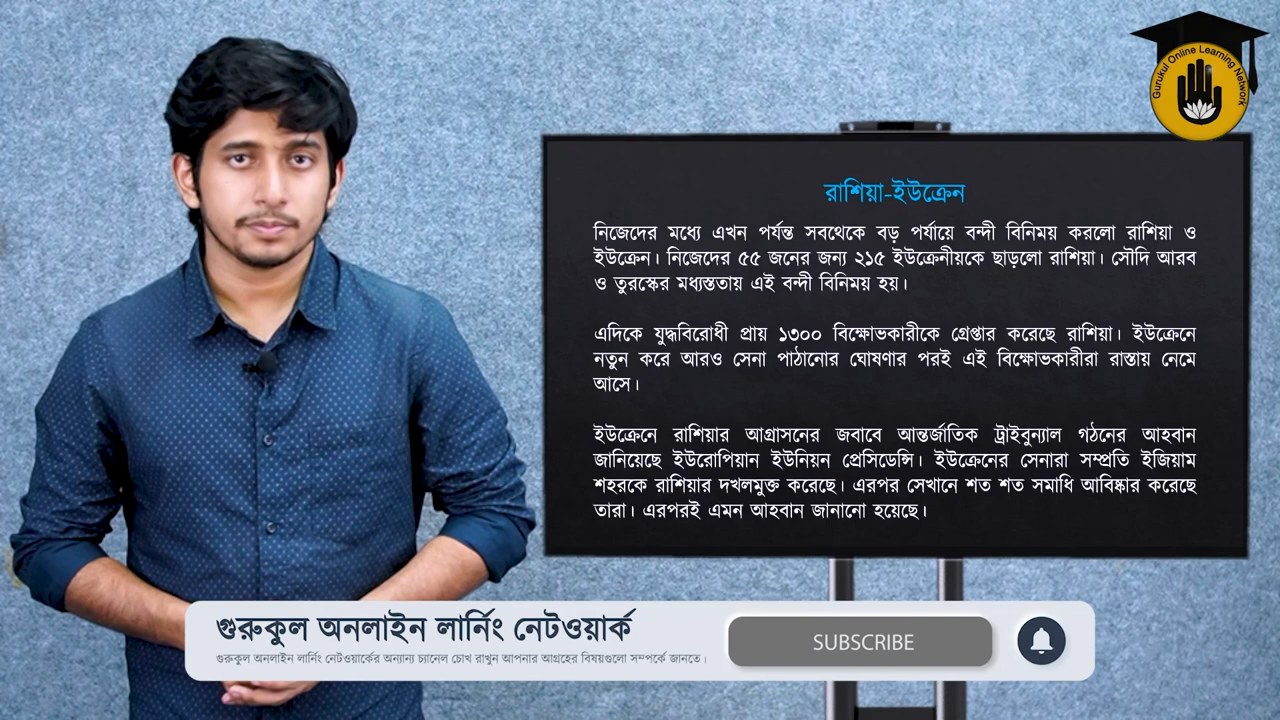 Gurukul Online Learning Network
রাশিয়া-ইউক্রেন
নিজেদের মধ্যে এখন পর্যন্ত সবথেকে বড় পর্যায়ে বন্দী বিনিময় করলো রাশিয়া ও
ইউক্রেন। নিজেদের ৫৫ জনের জন্য ২১৫ ইউক্রেনীয়কে ছাড়লো রাশিয়া। সৌদি আরব
ও তুরস্কের মধ্যস্ততায় এই বন্দী বিনিময় হয়।
এদিকে যুদ্ধবিরোধী প্রায় ১৩০০ বিক্ষোভকারীকে গ্রেপ্তার করেছে রাশিয়া। ইউক্রেনে
নতুন করে আরও সেনা পাঠানোর ঘোষণার পরই এই বিক্ষোভকারীরা রাস্তায় নেমে
আসে।
ইউক্রেনে রাশিয়ার আগ্রাসনের জবাবে আন্তর্জাতিক ট্রাইবুন্যাল গঠনের আহবান
জানিয়েছে ইউরোপিয়ান ইউনিয়ন প্রেসিডেন্সি। ইউক্রেনের সেনারা সম্প্রতি ইজিয়াম
শহরকে রাশিয়ার দখলমুক্ত করেছে। এরপর সেখানে শত শত সমাধি আবিষ্কার করেছে
তারা। এরপরই এমন আহবান জানানো হয়েছে।
গুরুকুল অনলাইন লার্নিং নেটওয়ার্ক
গুরুকুল অনলাইন লার্নিং নেটওয়ার্কের অন্যান্য চ্যানেল চোখ রাখুন আপনার আগ্রহের বিষয়গুলো সম্পর্কে জানতে।
SUBSCRIBE